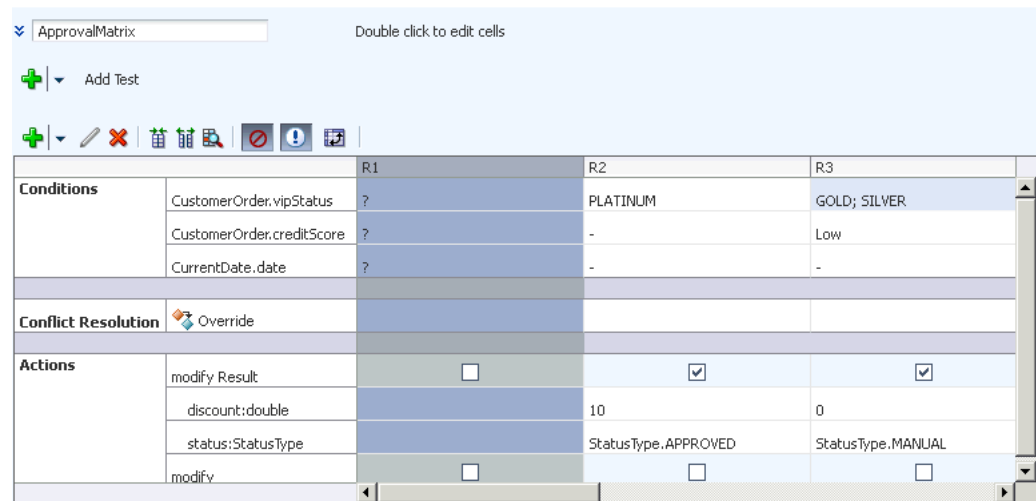 ApprovalMatrix Double click to edit cells
Add Test
R1 R2 R3
Conditions CustomerOrder.vipStatus ? PLATINUM GOLD; SILVER
CustomerOrder.creditScore ? - Low
CurrentDate.date ? - -
Conflict Resolution Override
Actions modify Result
discount:double 10 0
status:StatusType StatusType.APPROVED StatusType.MANUAL
modify